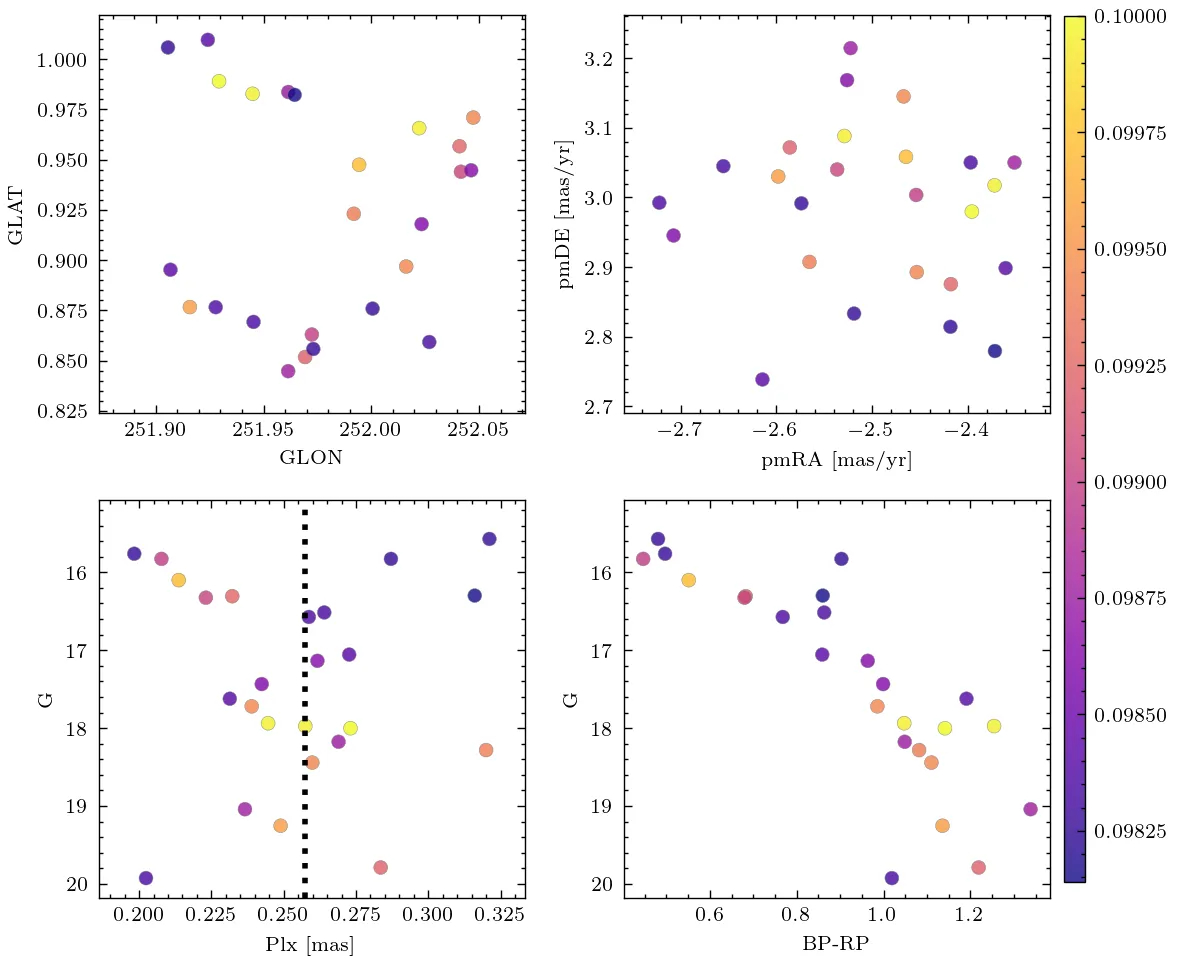 1.000
0.975
0.950
0.925
0.900
0.875
0.850
0.825
GLAT
251.90 251.95 252.00 252.05
GLON
3.2
3.1
3.0
2.9
2.8
2.7
pmDE [mas/yr]
−2.7 −2.6 −2.5 −2.4
pmRA [mas/yr]
16
17
18
19
20
G
0.200 0.225 0.250 0.275 0.300 0.325
Plx [mas]
16
17
18
19
20
G
0.6 0.8 1.0 1.2
BP-RP
0.10000
0.09975
0.09950
0.09925
0.09900
0.09875
0.09850
0.09825